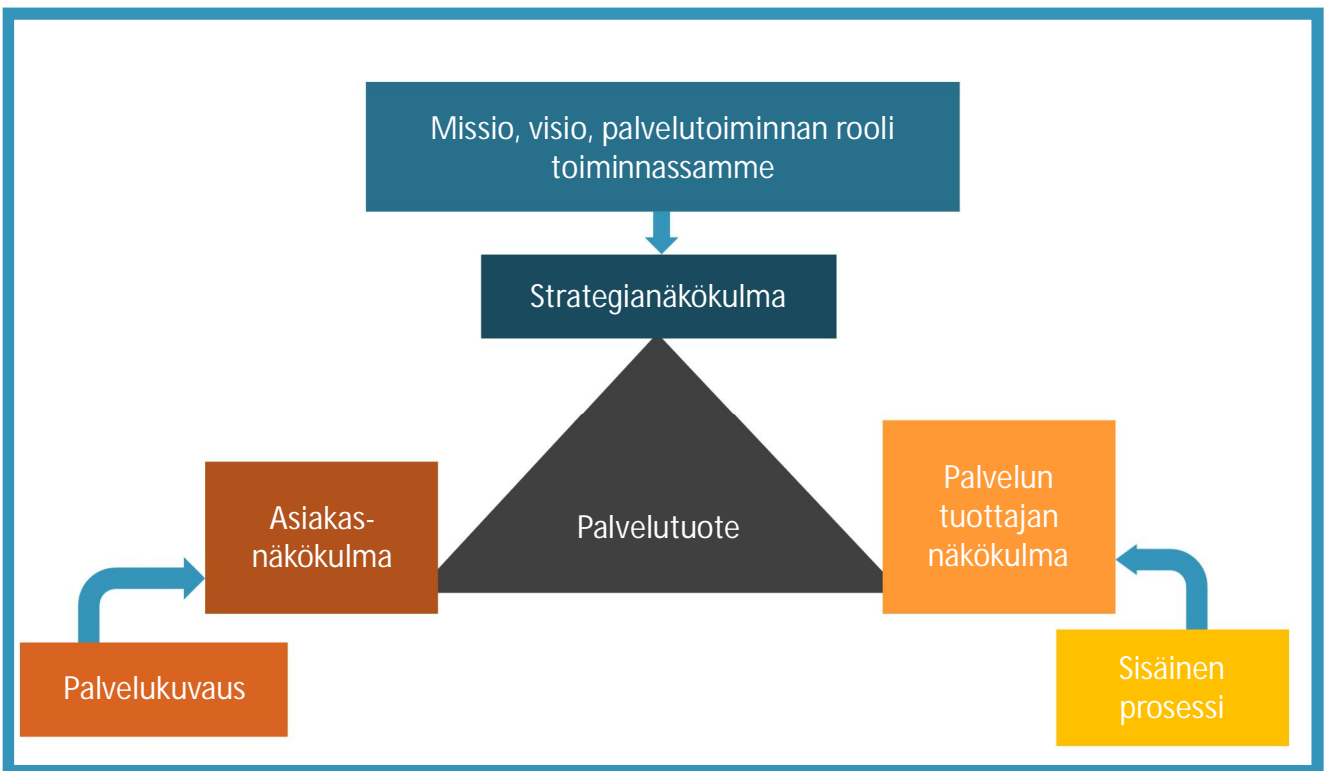 Missio, visio, palvelutoiminnan rooli
toiminnassamme
Strategianäkökulma
Asiakas-
näkökulma
Palvelutuote
Palvelun
tuottajan
näkökulma
Palvelukuvaus
Sisäinen
prosessi